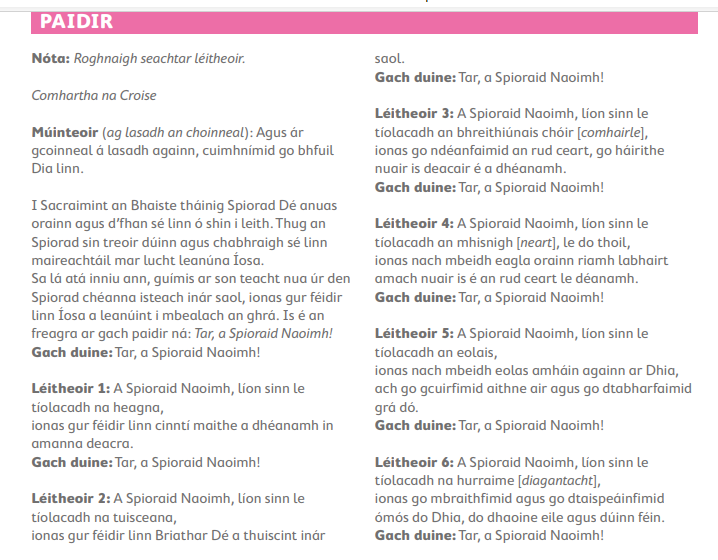 PAIDIR
Nóta: Roghnaigh seachtar léitheoir.
Comhartha na Croise
Múinteoir (ag lasadh an choinneal): Agus ár
gcoinneal á lasadh againn, cuimhnímid go bhfuil
Dia linn.
I Sacraimint an Bhaiste tháinig Spiorad Dé anuas
orainn agus d’fhan sé linn ó shin i leith. Thug an
Spiorad sin treoir dúinn agus chabhraigh sé linn
maireachtáil mar lucht leanúna Íosa.
Sa lá atá inniu ann, guímis ar son teacht nua úr den
Spiorad chéanna isteach inár saol, ionas gur féidir
linn Íosa a leanúint i mbealach an ghrá. Is é an
freagra ar gach paidir ná: Tar, a Spioraid Naoimh!
Gach duine: Tar, a Spioraid Naoimh!
Léitheoir 1: A Spioraid Naoimh, líon sinn le
tíolacadh na heagna,
ionas gur féidir linn cinntí maithe a dhéanamh in
amanna deacra.
Gach duine: Tar, a Spioraid Naoimh!
Léitheoir 2: A Spioraid Naoimh, líon sinn le
tíolacadh na tuisceana,
ionas gur féidir linn Briathar Dé a thuiscint inár
saol.
Gach duine: Tar, a Spioraid Naoimh!
Léitheoir 3: A Spioraid Naoimh, líon sinn le
tíolacadh an bhreithiúnais chóir [comhairle],
ionas go ndéanfaimid an rud ceart, go háirithe
nuair is deacair é a dhéanamh.
Gach duine: Tar, a Spioraid Naoimh!
Léitheoir 4: A Spioraid Naoimh, líon sinn le
tíolacadh an mhisnigh [neart], le do thoil,
ionas nach mbeidh eagla orainn riamh labhairt
amach nuair is é an rud ceart le déanamh.
Gach duine: Tar, a Spioraid Naoimh!
Léitheoir 5: A Spioraid Naoimh, líon sinn le
tíolacadh an eolais,
ionas nach mbeidh eolas amháin againn ar Dhia,
ach go gcuirfimid aithne air agus go dtabharfaimid
grá dó.
Gach duine: Tar, a Spioraid Naoimh!
Léitheoir 6: A Spioraid Naoimh, líon sinn le
tíolacadh na hurraime [diagantacht],
ionas go mbraithfimid agus go dtaispeáinfimid
ómós do Dhia, do dhaoine eile agus dúinn féin.
Gach duine: Tar, a Spioraid Naoimh!